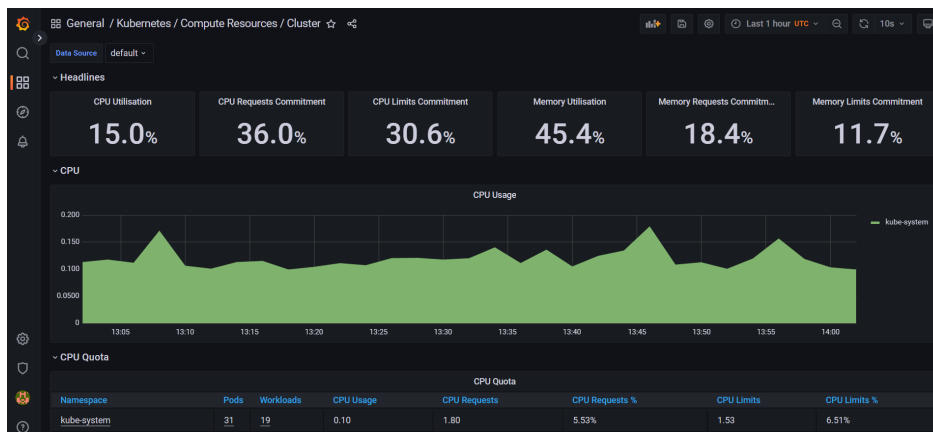 General / Kubernetes / Compute Resources / Cluster
Last 1 hour UTC
10s
Data Source default
Headlines
CPU Utilisation
15.0%
CPU Requests Commitment
36.0%
CPU Limits Commitment
30.6%
Memory Utilisation
45.4%
Memory Requests Commitm...
18.4%
Memory Limits Commitment
11.7%
CPU
CPU Usage
0.200
0.150
0.100
0.0500
0
kube-system
13:05 13:10 13:15 13:20 13:25 13:30 13:35 13:40 13:45 13:50 13:55 14:00
CPU Quota
CPU Quota
Namespace Pods Workloads CPU Usage CPU Requests CPU Requests % CPU Limits CPU Limits %
kube-system 31 19 0.10 1.80 5.53% 1.53 6.51%